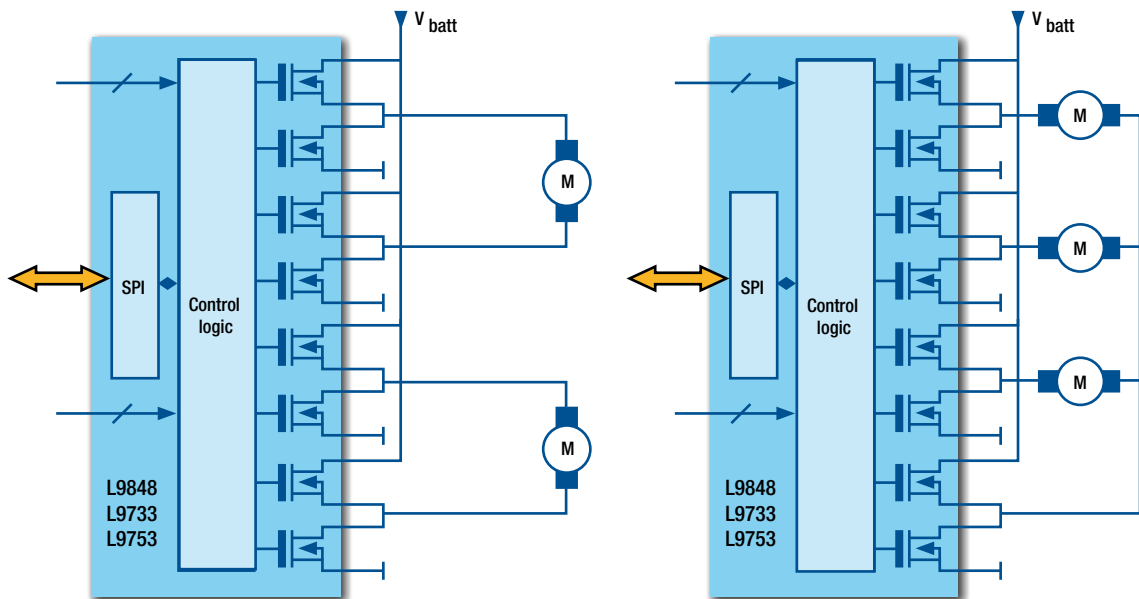 V batt
M
SPI
Control
logic
M
L9848
L9733
L9753
V batt
M
M
SPI
Control
logic
M
L9848
L9733
L9753